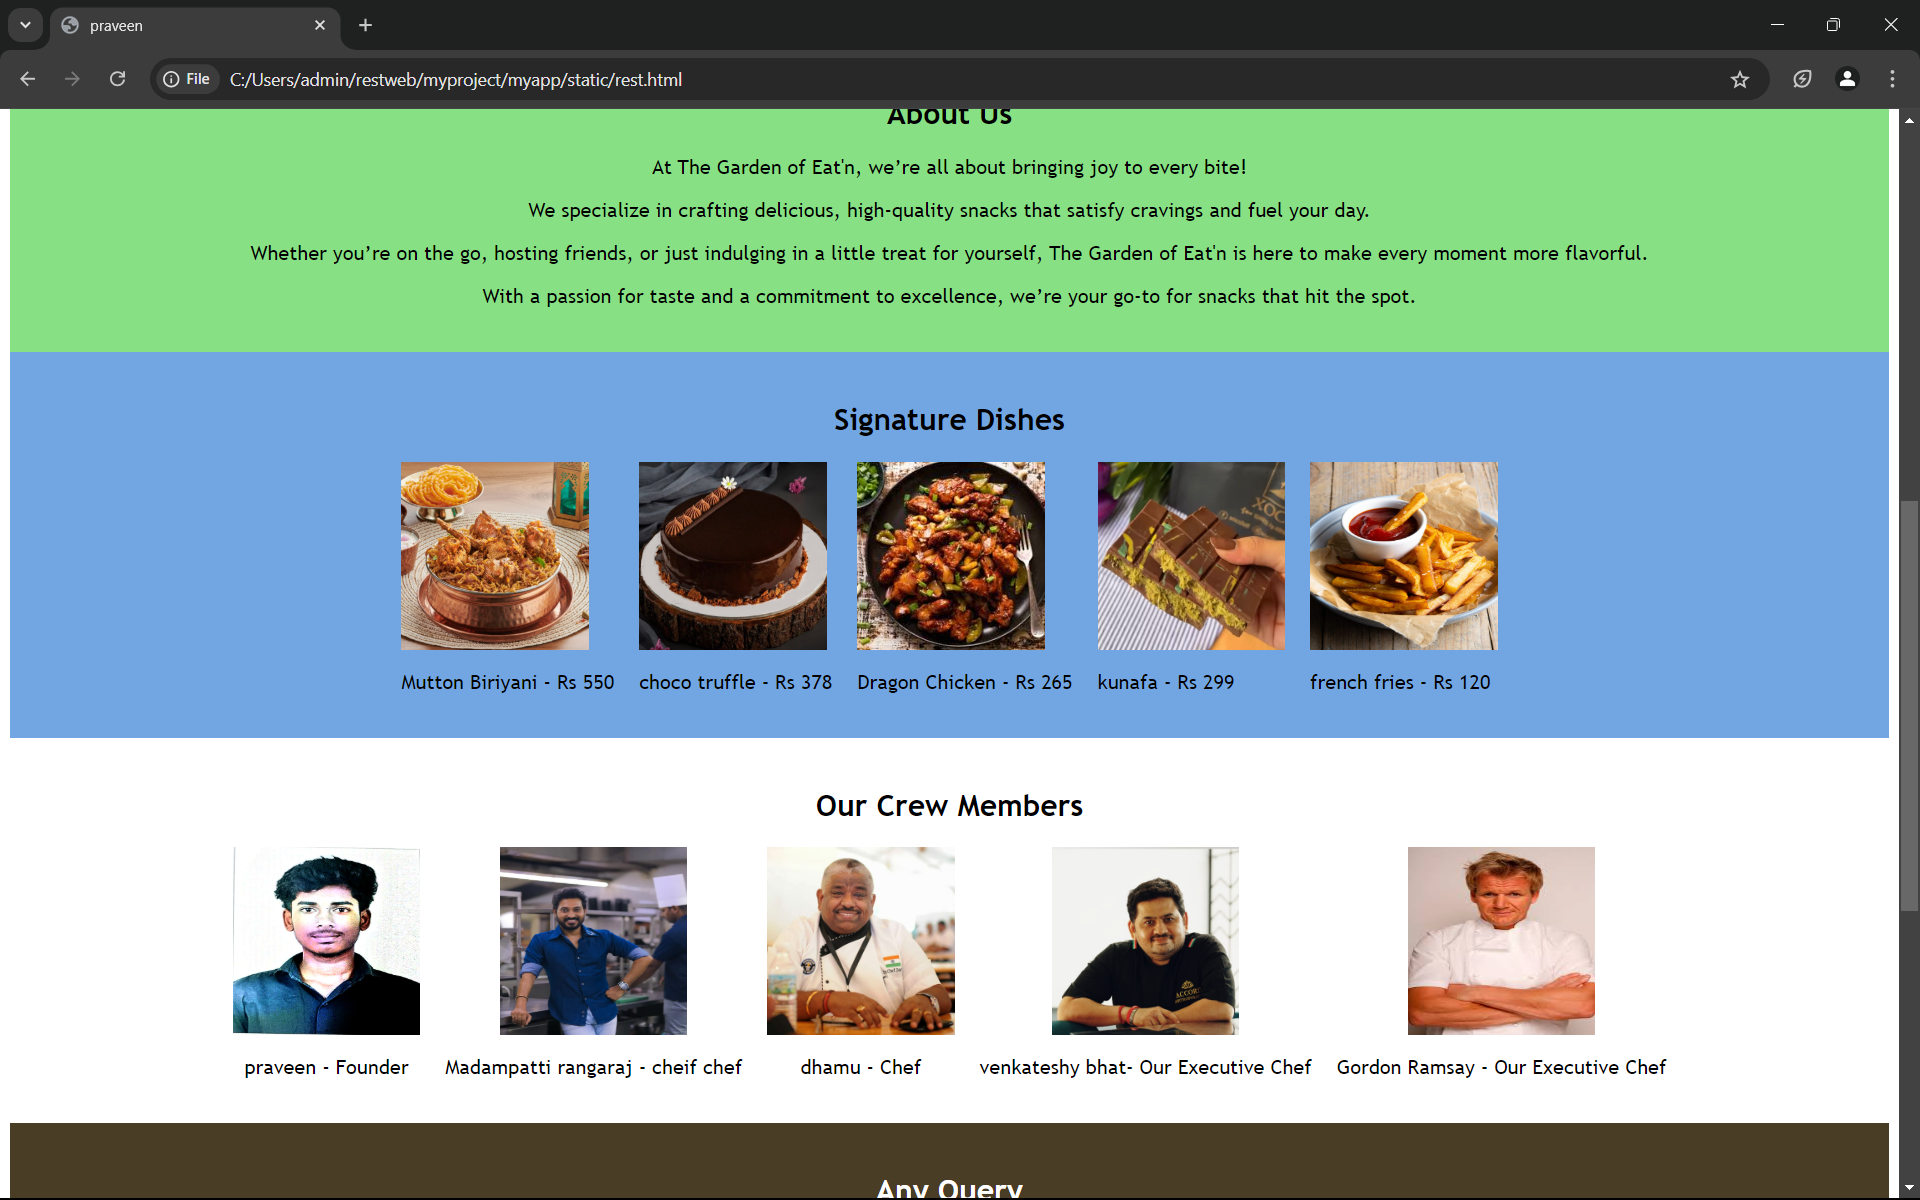 praveen
File
C:/Users/admin/restweb/myproject/myapp/static/rest.html
About Us
At The Garden of Eat'n, we’re all about bringing joy to every bite!
We specialize in crafting delicious, high-quality snacks that satisfy cravings and fuel your day.
Whether you’re on the go, hosting friends, or just indulging in a little treat for yourself, The Garden of Eat'n is here to make every moment more flavorful.
With a passion for taste and a commitment to excellence, we’re your go-to for snacks that hit the spot.
Signature Dishes
Mutton Biriyani - Rs 550
choco truffle - Rs 378
Dragon Chicken - Rs 265
kunafa - Rs 299
french fries - Rs 120
Our Crew Members
ACCORD
praveen - Founder
Madampatti rangaraj - cheif chef
dhamu - Chef
venkateshy bhat- Our Executive Chef
Gordon Ramsay - Our Executive Chef
Any Query